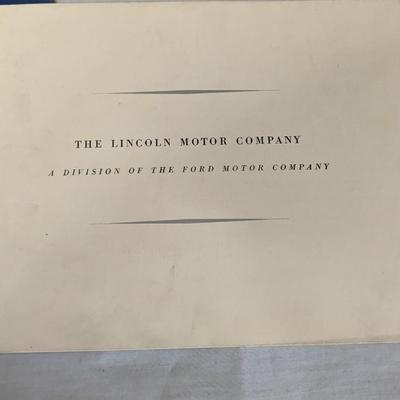 THE LINCOLN MOTOR COMPANY
A DIVISION OF THE FORD MOTOR COMPANY